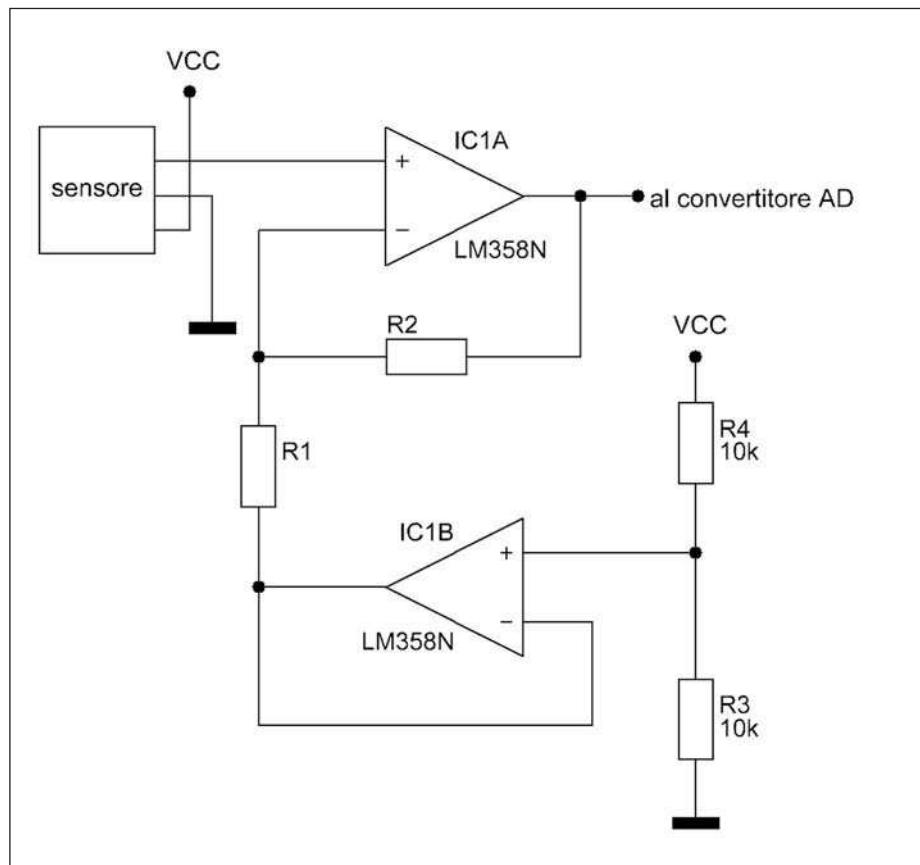 VCC
sensore
+
IC1A
−
LM358N
al convertitore AD
R2
VCC
R1
R4
10k
IC1B
+
−
LM358N
R3
10k